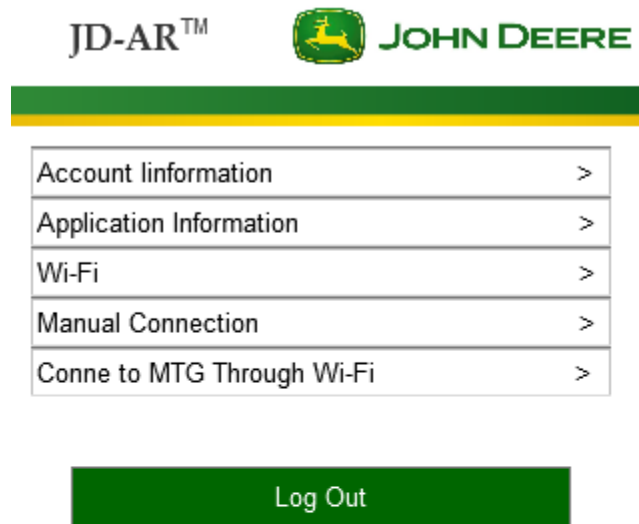 JD-AR™ JOHN DEERE
Account Iinformation >
Application Information >
Wi-Fi >
Manual Connection >
Conne to MTG Through Wi-Fi >
Log Out